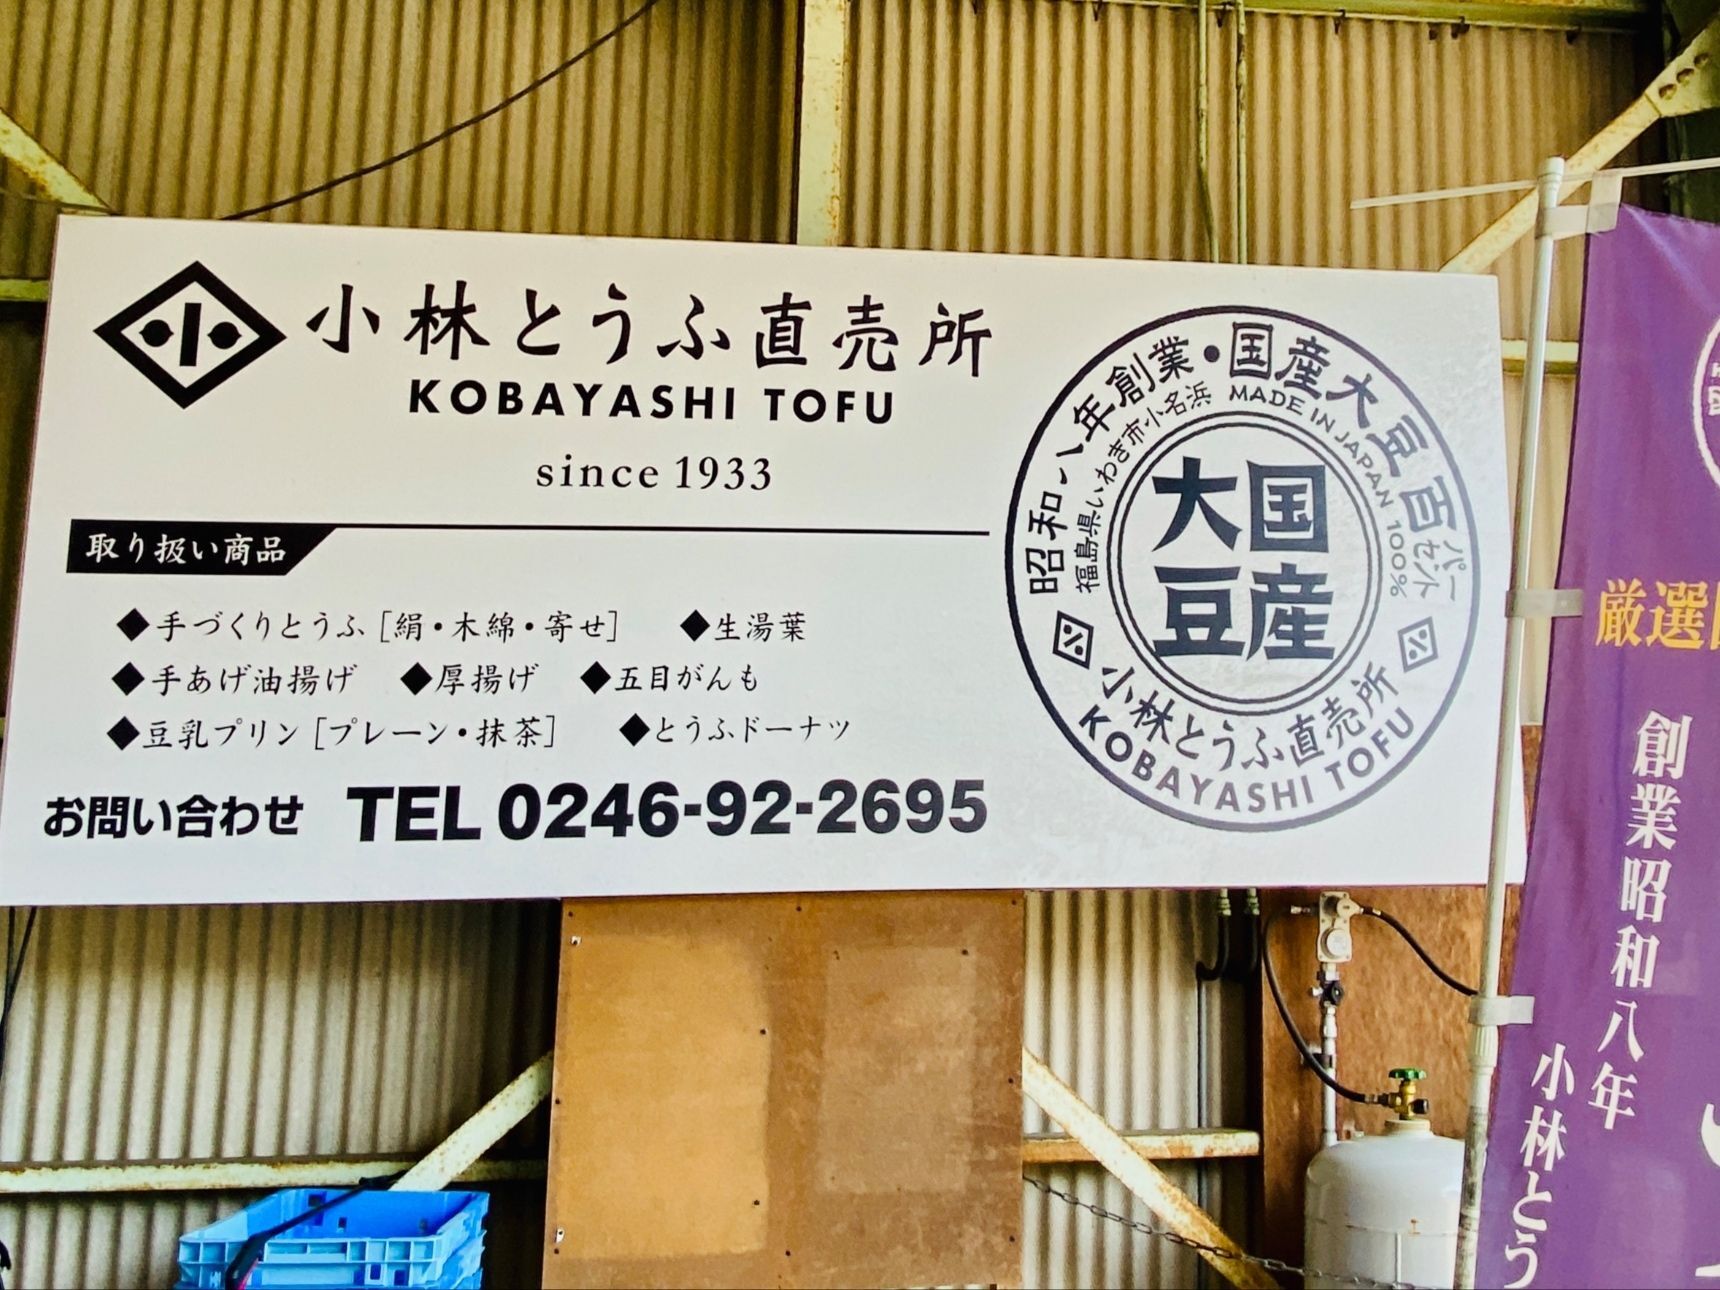 小
小林とうふ直売所
KOBAYASHI TOFU
since 1933
取り扱い商品
◆手づくりとうふ［絹・木綿・寄せ］ ◆生湯葉
◆手あげ油揚げ ◆厚揚げ ◆五目がんも
◆豆乳プリン［プレーン・抹茶］ ◆とうふドーナツ
お問い合わせ TEL 0246-92-2695
昭和八年創業・国産大豆百パーセント
福島県いわき市小名浜 MADE IN JAPAN 100%
国産
大豆
小林とうふ直売所
KOBAYASHI TOFU
厳選
創業昭和八年
小林とう